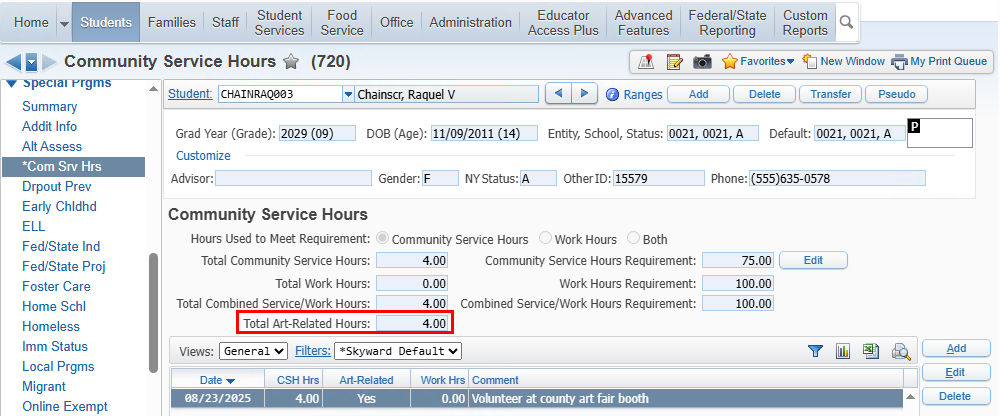 Home Students Families Staff Student Services Food Service Office Administration Educator Access Plus Advanced Features Federal/State Reporting Custom Reports
Community Service Hours (720) Favorites New Window My Print Queue
Special Prgms
Summary
Addit Info
Alt Assess
*Com Srv Hrs
Drpout Prev
Early Chldhd
ELL
Fed/State Ind
Fed/State Proj
Foster Care
Home Schl
Homeless
Imm Status
Local Prgms
Migrant
Online Exempt
Student: CHAINRAQ003 Chainscr, Raquel V Ranges Add Delete Transfer Pseudo
Grad Year (Grade): 2029 (09) DOB (Age): 11/09/2011 (14) Entity, School, Status: 0021, 0021, A Default: 0021, 0021, A P
Customize
Advisor: Gender: F NY Status: A Other ID: 15579 Phone: (555)635-0578
Community Service Hours
Hours Used to Meet Requirement: Community Service Hours Work Hours Both
Total Community Service Hours: 4.00 Community Service Hours Requirement: 75.00 Edit
Total Work Hours: 0.00 Work Hours Requirement: 100.00
Total Combined Service/Work Hours: 4.00 Combined Service/Work Hours Requirement: 100.00
Total Art-Related Hours: 4.00
Views: General Filters: *Skyward Default Add
Date CSH Hrs Art-Related Work Hrs Comment Edit
08/23/2025 4.00 Yes 0.00 Volunteer at county art fair booth Delete